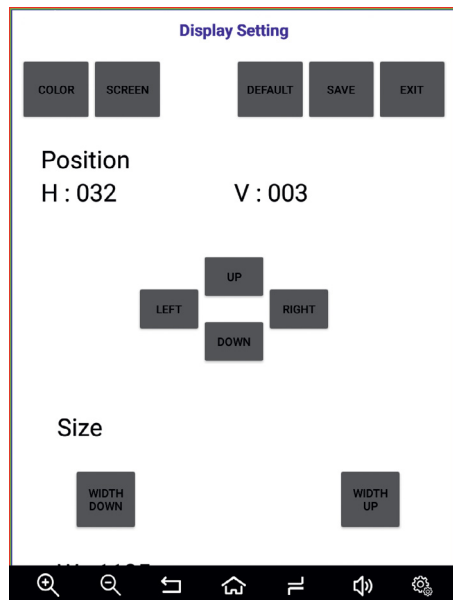 Display Setting
COLOR SCREEN DEFAULT SAVE EXIT
Position
H : 032 V : 003
UP
LEFT RIGHT
DOWN
Size
WIDTH DOWN WIDTH UP